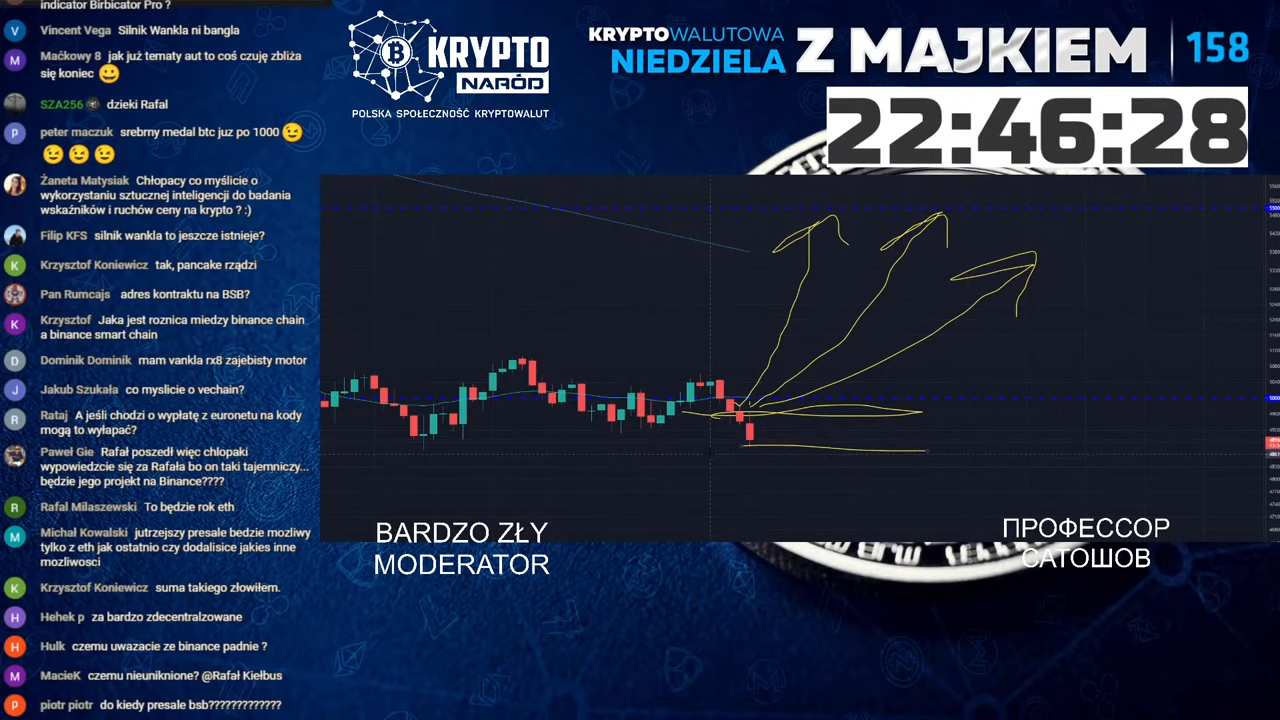 indicator Birbicator Pro ?
Vincent Vega Silnik Wankla ni bangla
Maćkowy 8 jak już tematy aut to coś czuję zbliża
się koniec
SZA256 dzieki Rafal
peter maczuk srebrny medal btc juz po 1000
Żaneta Matysiak Chłopacy co myślicie o
wykorzystaniu sztucznej inteligencji do badania
wskaźników i ruchów ceny na krypto ? :)
Filip KFS silnik wankla to jeszcze istnieje?
Krzysztof Koniewicz tak, pancake rządzi
Pan Rumcajs adres kontraktu na BSB?
Krzysztof Jaka jest roznica miedzy binance chain
a binance smart chain
Dominik Dominik mam vankla rx8 zajebisty motor
Jakub Szukała co myslicie o vechain?
Rataj A jeśli chodzi o wypłatę z euronetu na kody
mogą to wyłapać?
Paweł Gie Rafał poszedł więc chlopaki
wypowiedzcie się za Rafała bo on taki tajemniczy...
będzie jego projekt na Binance????
Rafal Milaszewski To będzie rok eth
Michał Kowalski jutrzejszy presale bedzie mozliwy
tylko z eth jak ostatnio czy dodalisce jakies inne
mozliwosci
Krzysztof Koniewicz suma takiego złowiłem.
Hehek p za bardzo zdecentralzowane
Hulk czemu uwazacie ze binance padnie ?
MacieK czemu nieuniknione? @Rafał Kiełbus
piotr piotr do kiedy presale bsb?????????????
KRYPTO
NARÓD
POLSKA SPOŁECZNOŚĆ KRYPTOWALUT
KRYPTOWALUTOWA
NIEDZIELA Z MAJKIEM 158
22:46:28
BARDZO ZŁY
MODERATOR
ПРОФЕССОР
САТОШОВ